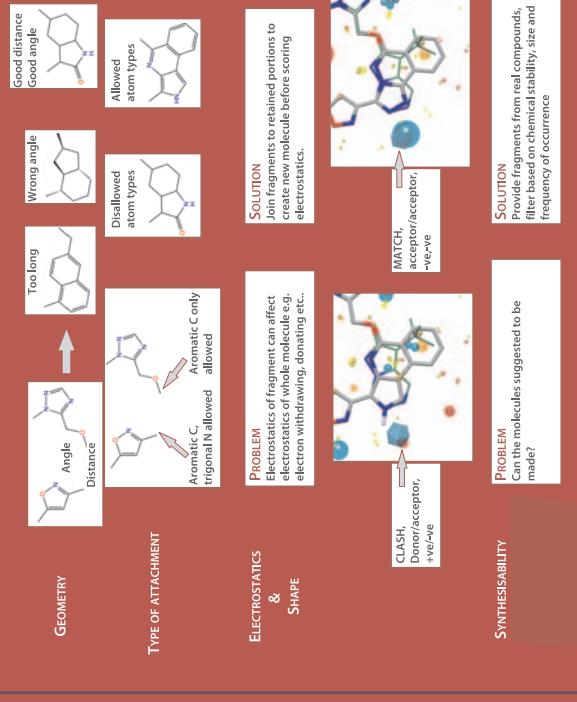 GEOMETRY
Angle
Distance
Too long
Wrong angle
Good distance
Good angle
TYPE OF ATTACHMENT
Aromatic C,
trigonal N allowed
Aromatic C only
allowed
Disallowed
atom types
Allowed
atom types
ELECTROSTATICS
&
SHAPE
PROBLEM
Electrostatics of fragment can affect
electrostatics of whole molecule e.g.
electron withdrawing, donating etc..
SOLUTION
Join fragments to retained portions to
create new molecule before scoring
electrostatics.
CLASH,
Donor/acceptor,
+ve/-ve
MATCH,
acceptor/acceptor,
-ve,-ve
SYNTHESISABILITY
PROBLEM
Can the molecules suggested to be
made?
SOLUTION
Provide fragments from real compounds,
filter based on chemical stability, size and
frequency of occurrence